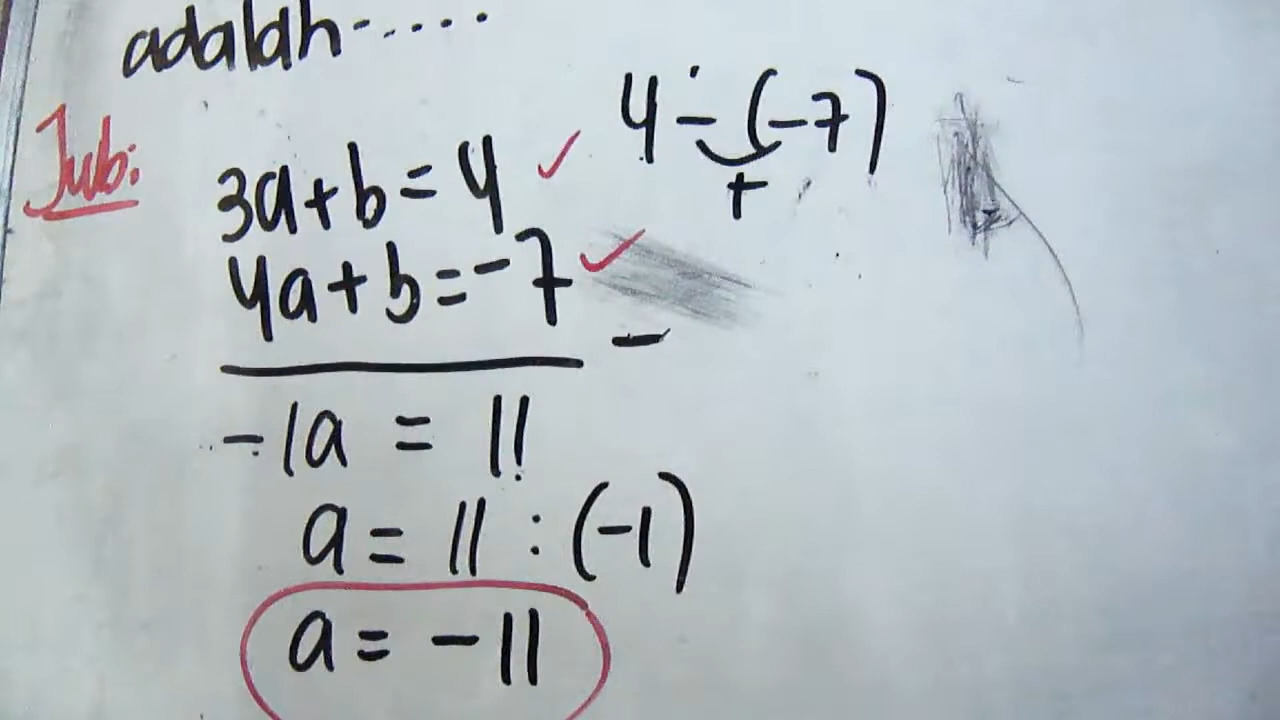 adalah.....
Jwb:
3a+b=4 ✓ 4-(-7)
+
4a+b=-7 ✓
-
-1a = 11
a = 11 : (-1)
a = -11